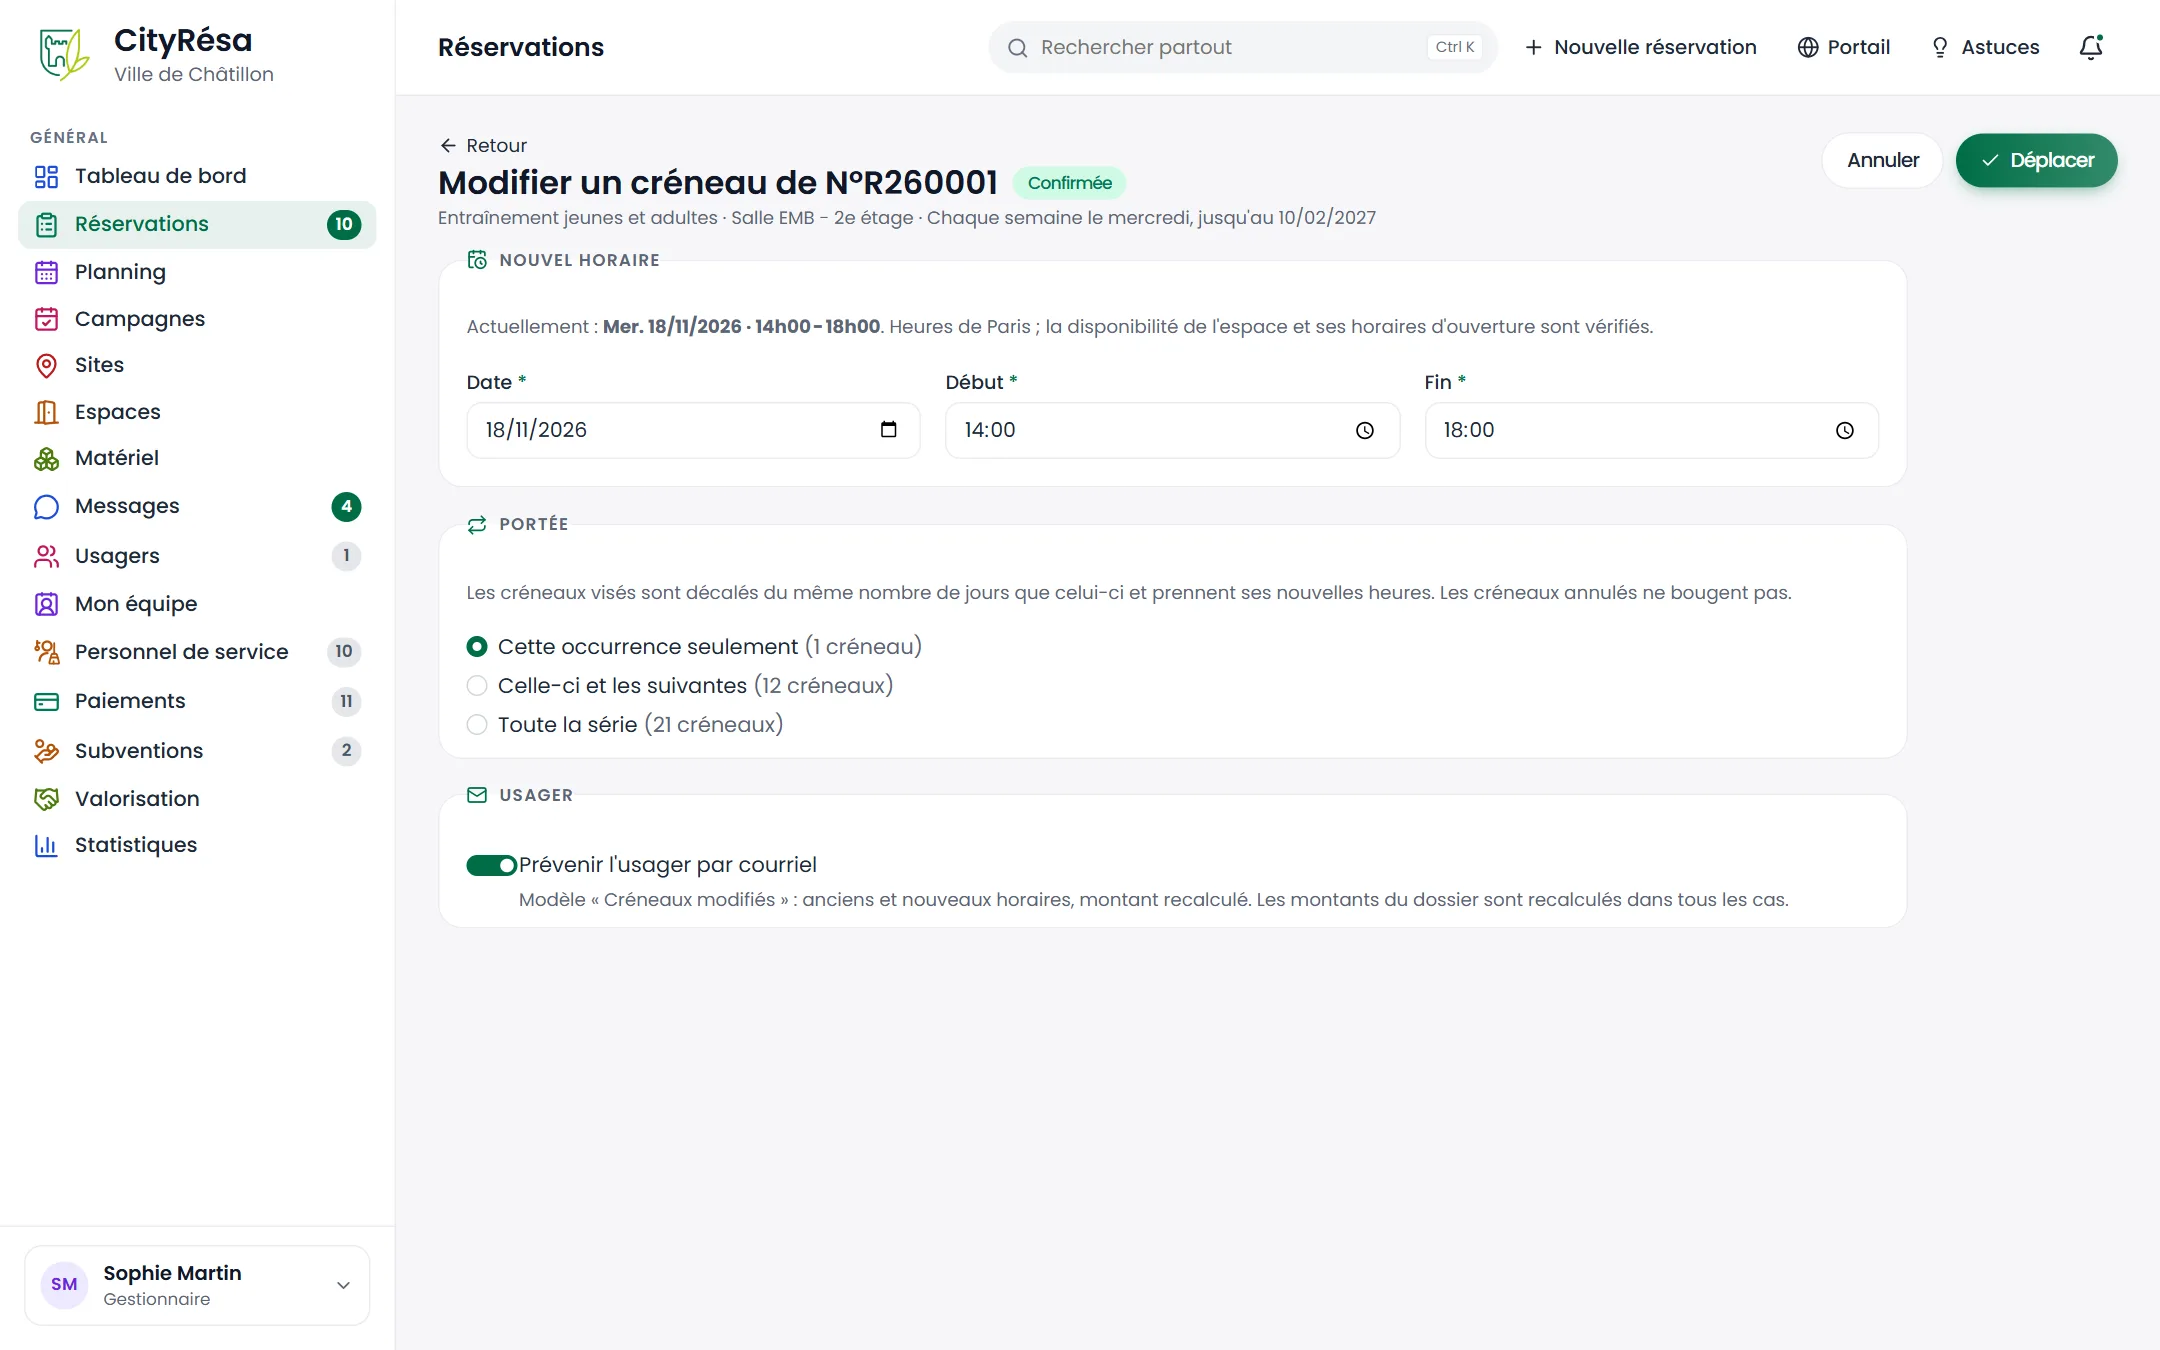 CityRésa
Ville de Châtillon
GÉNÉRAL
Tableau de bord
Réservations 10
Planning
Campagnes
Sites
Espaces
Matériel
Messages 4
Usagers 1
Mon équipe
Personnel de service 10
Paiements 11
Subventions 2
Valorisation
Statistiques
SM
Sophie Martin
Gestionnaire
Réservations
Rechercher partout Ctrl K
Nouvelle réservation
Portail
Astuces
Retour
Modifier un créneau de N°R260001 Confirmée
Entraînement jeunes et adultes · Salle EMB - 2e étage · Chaque semaine le mercredi, jusqu'au 10/02/2027
Annuler
Déplacer
NOUVEL HORAIRE
Actuellement : Mer. 18/11/2026 · 14h00 – 18h00. Heures de Paris ; la disponibilité de l'espace et ses horaires d'ouverture sont vérifiés.
Date * Début * Fin *
18/11/2026 14:00 18:00
PORTÉE
Les créneaux visés sont décalés du même nombre de jours que celui-ci et prennent ses nouvelles heures. Les créneaux annulés ne bougent pas.
Cette occurrence seulement (1 créneau)
Celle-ci et les suivantes (12 créneaux)
Toute la série (21 créneaux)
USAGER
Prévenir l'usager par courriel
Modèle « Créneaux modifiés » : anciens et nouveaux horaires, montant recalculé. Les montants du dossier sont recalculés dans tous les cas.